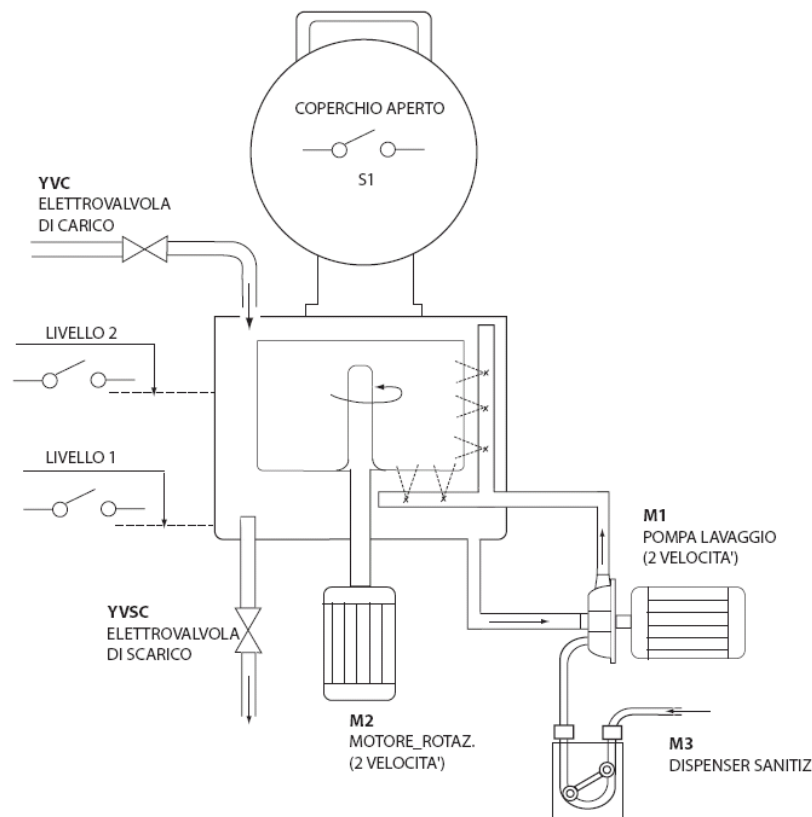 COPERCHIO APERTO
S1
YVC
ELETTROVALVOLA
DI CARICO
LIVELLO 2
LIVELLO 1
M1
POMPA LAVAGGIO
(2 VELOCITA')
YVSC
ELETTROVALVOLA
DI SCARICO
M2
MOTORE_ROTAZ.
(2 VELOCITA')
M3
DISPENSER SANITIZ